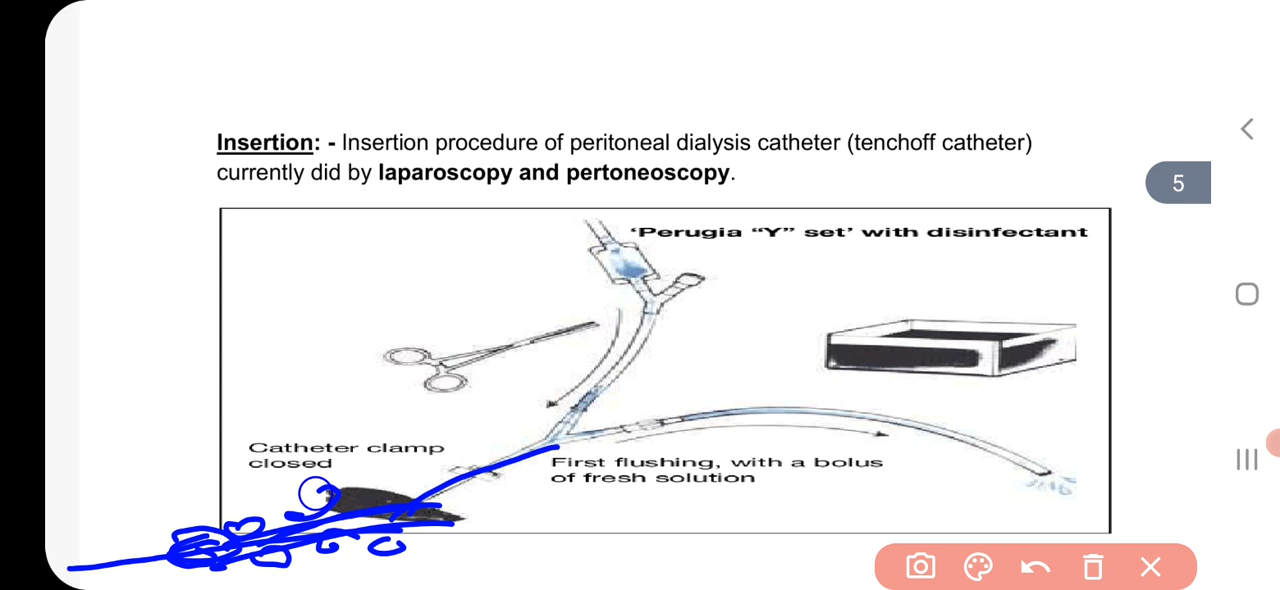 Insertion: - Insertion procedure of peritoneal dialysis catheter (tenchoff catheter)
currently did by laparoscopy and pertoneoscopy.
5
‘Perugia “Y” set’ with disinfectant
Catheter clamp
closed
First flushing, with a bolus
of fresh solution